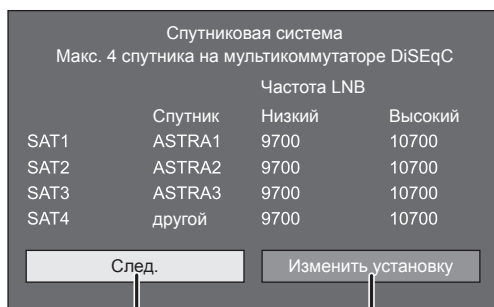 Спутниковая система
Макс. 4 спутника на мультикоммутаторе DiSEqC
Частота LNB
Спутник Низкий Высокий
SAT1 ASTRA1 9700 10700
SAT2 ASTRA2 9700 10700
SAT3 ASTRA3 9700 10700
SAT4 другой 9700 10700
След. Изменить установку